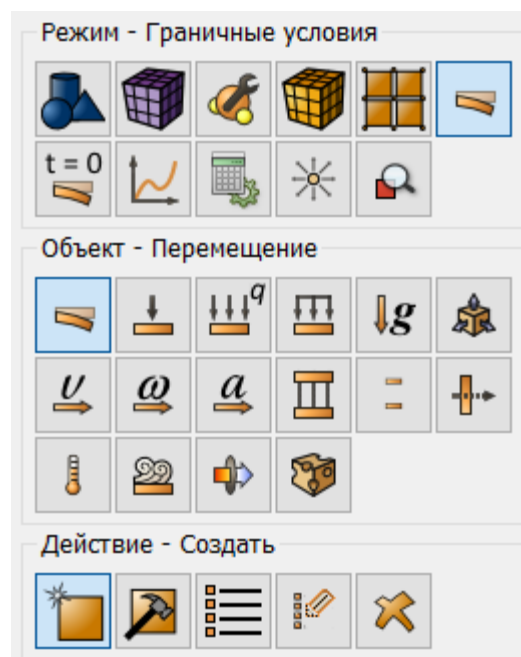 Режим - Граничные условия
t = 0
Объект - Перемещение
q
g
υ ω a
Действие - Создать